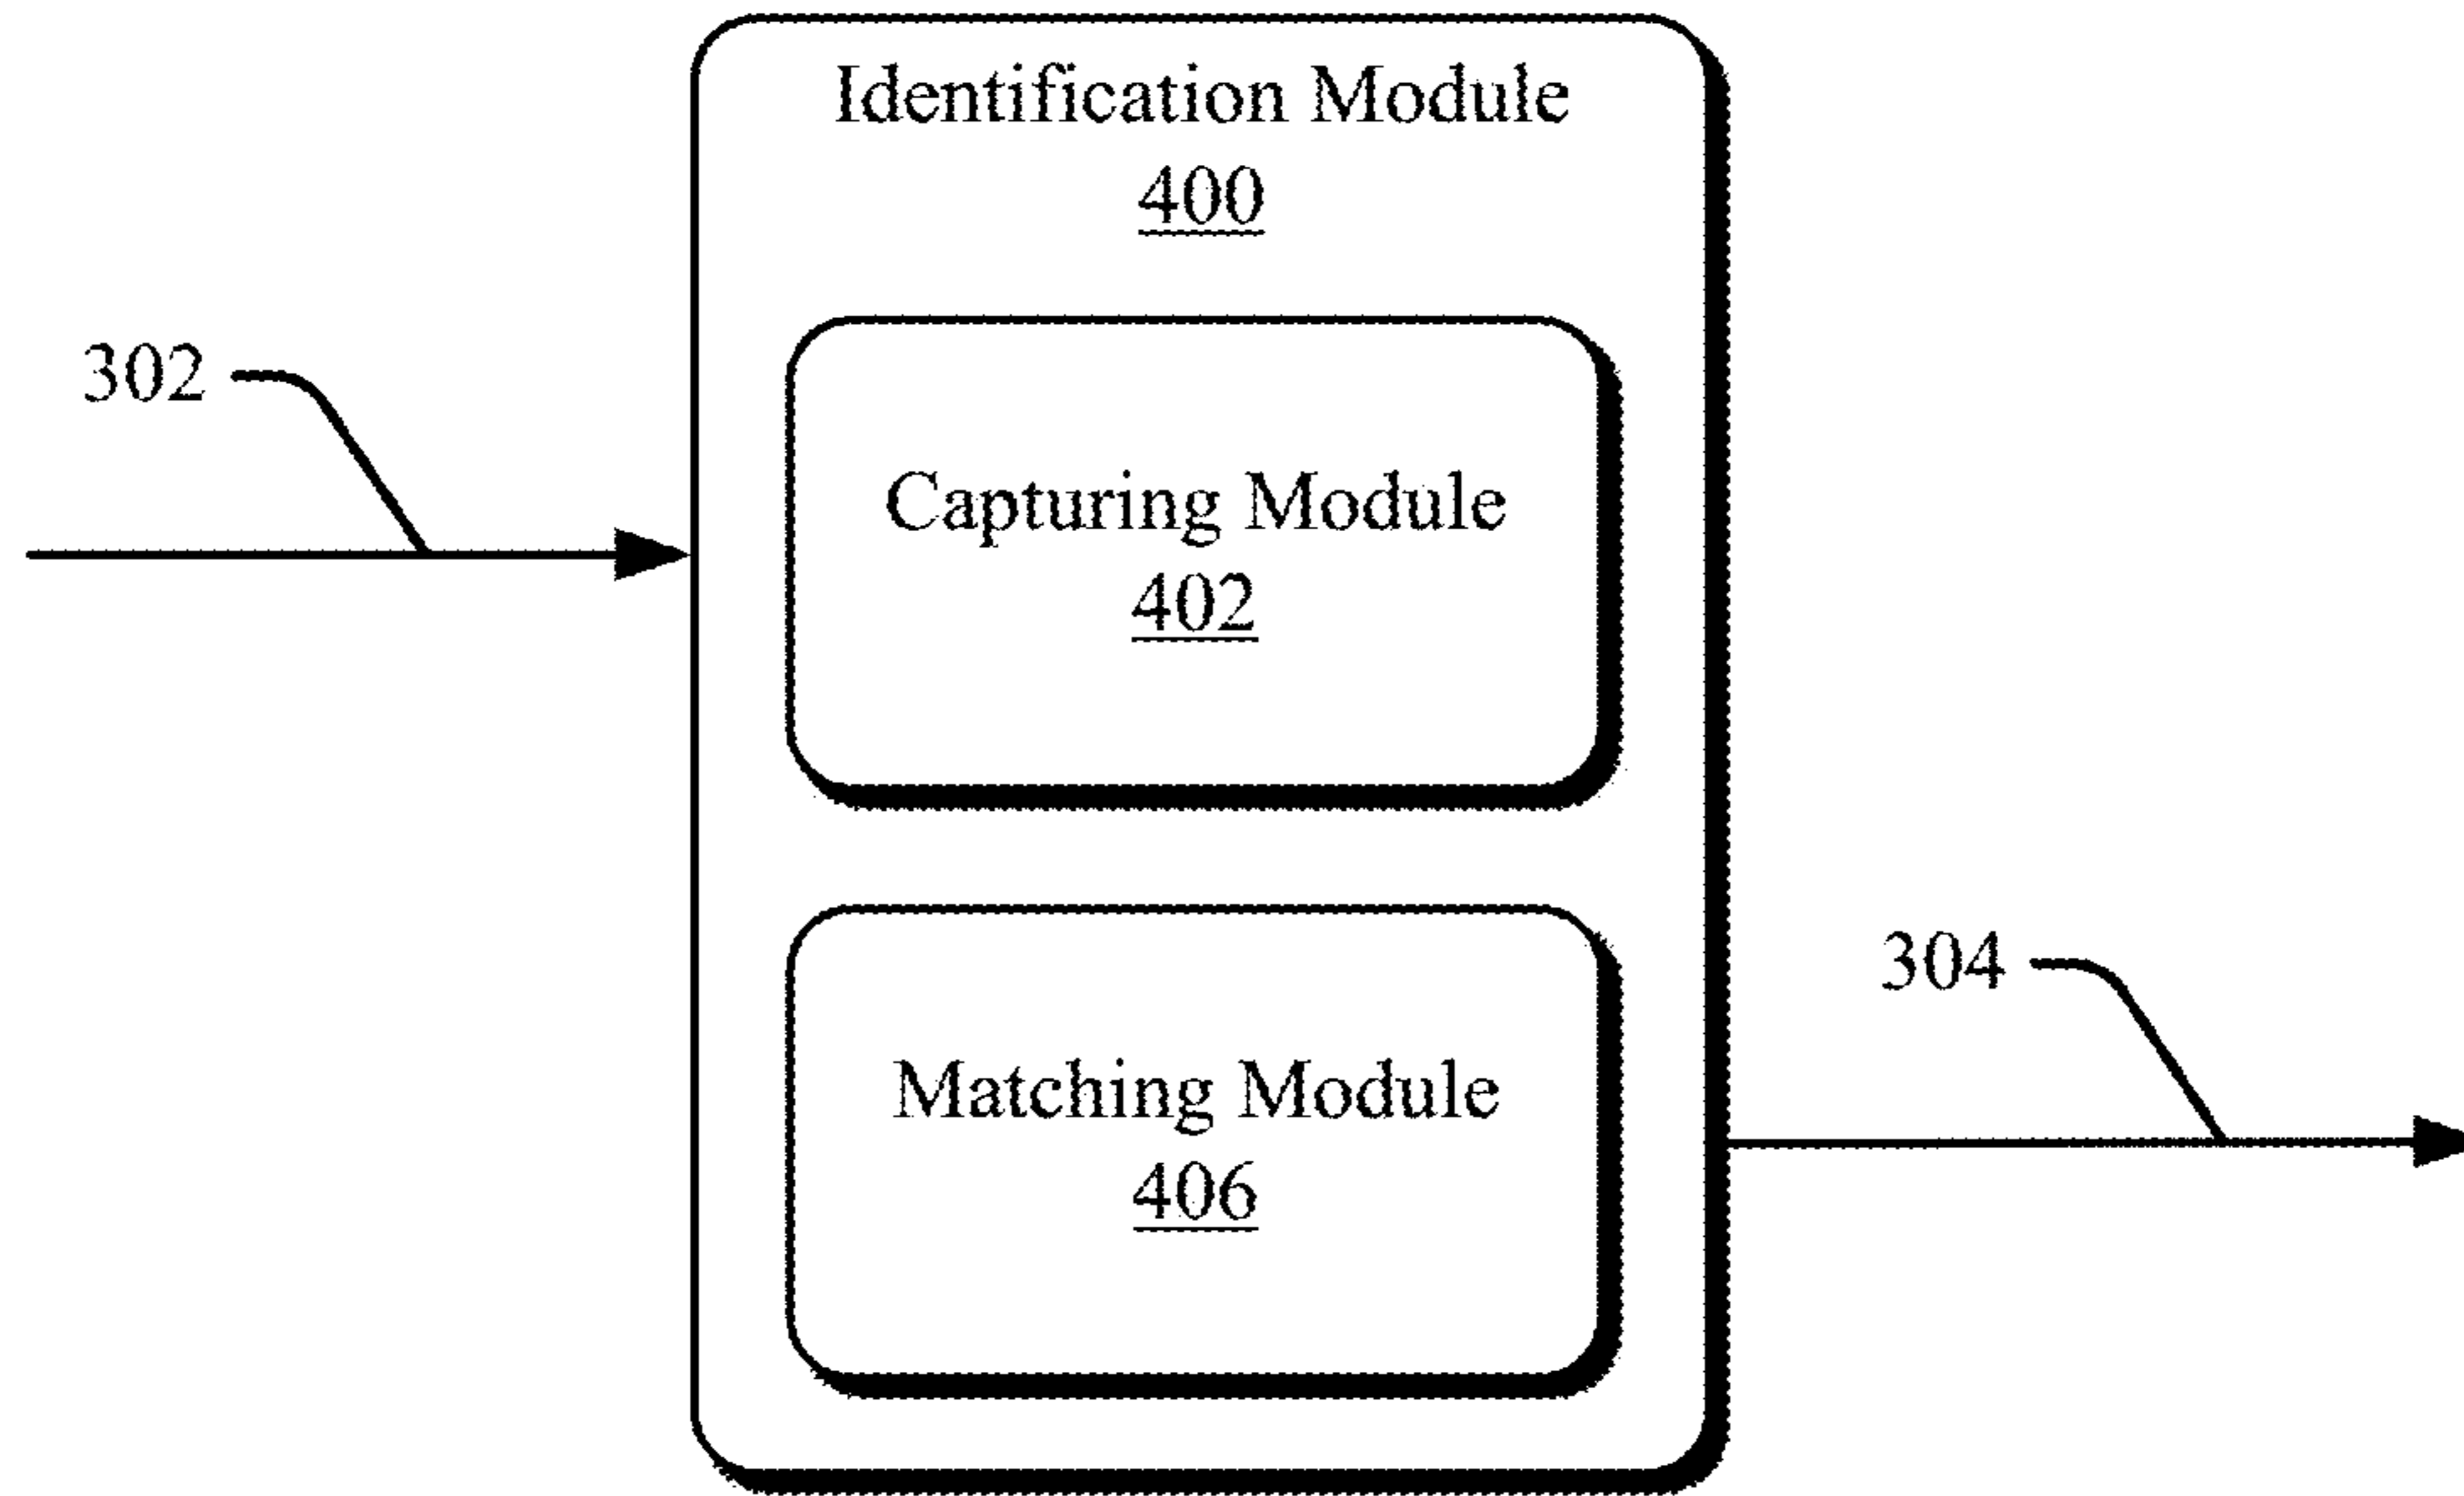 Identification Module
400
302
Capturing Module
402
304
Matching Module
406